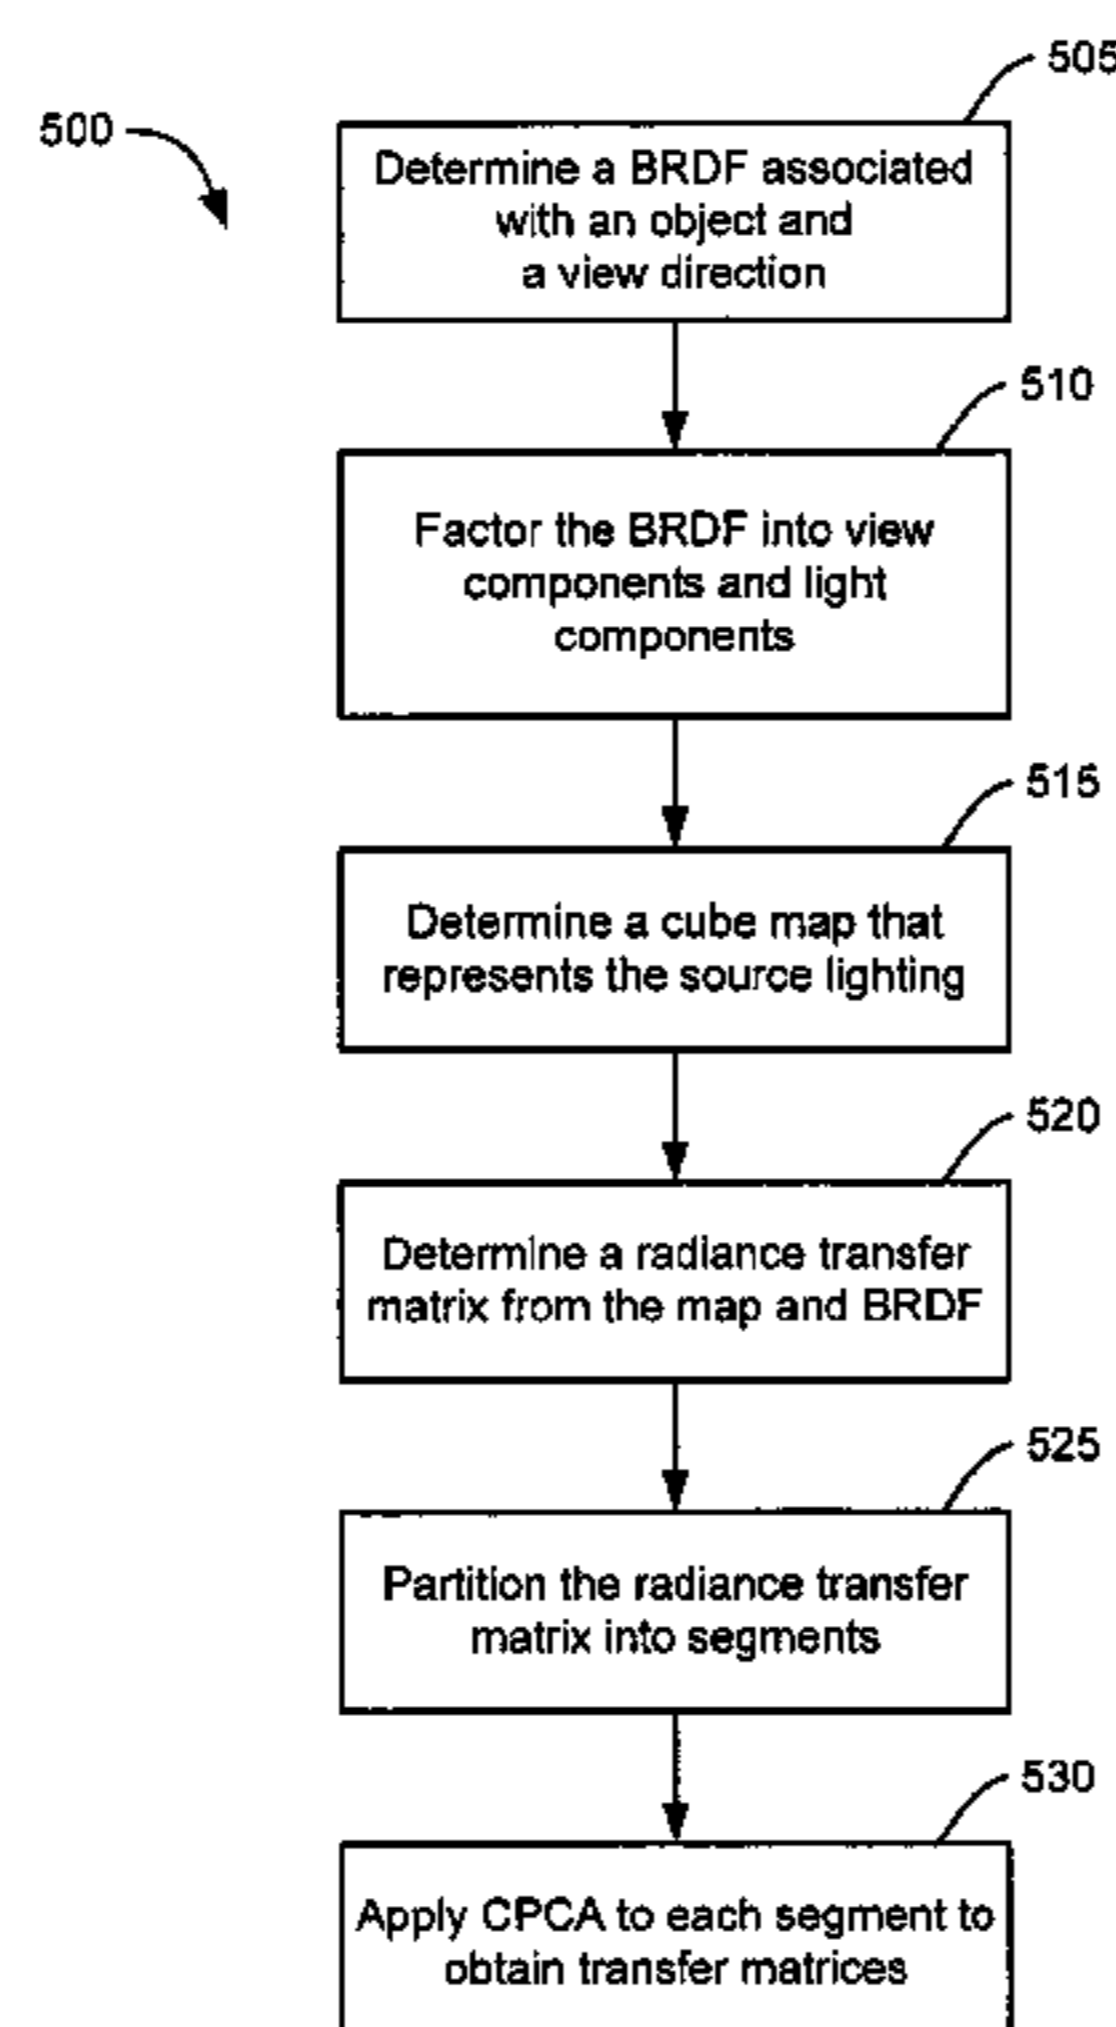 505
500
Determine a BRDF associated
with an object and
a view direction
510
Factor the BRDF into view
components and light
components
515
Determine a cube map that
represents the source lighting
520
Determine a radiance transfer
matrix from the map and BRDF
525
Partition the radiance transfer
matrix into segments
530
Apply CPCA to each segment to
obtain transfer matrices